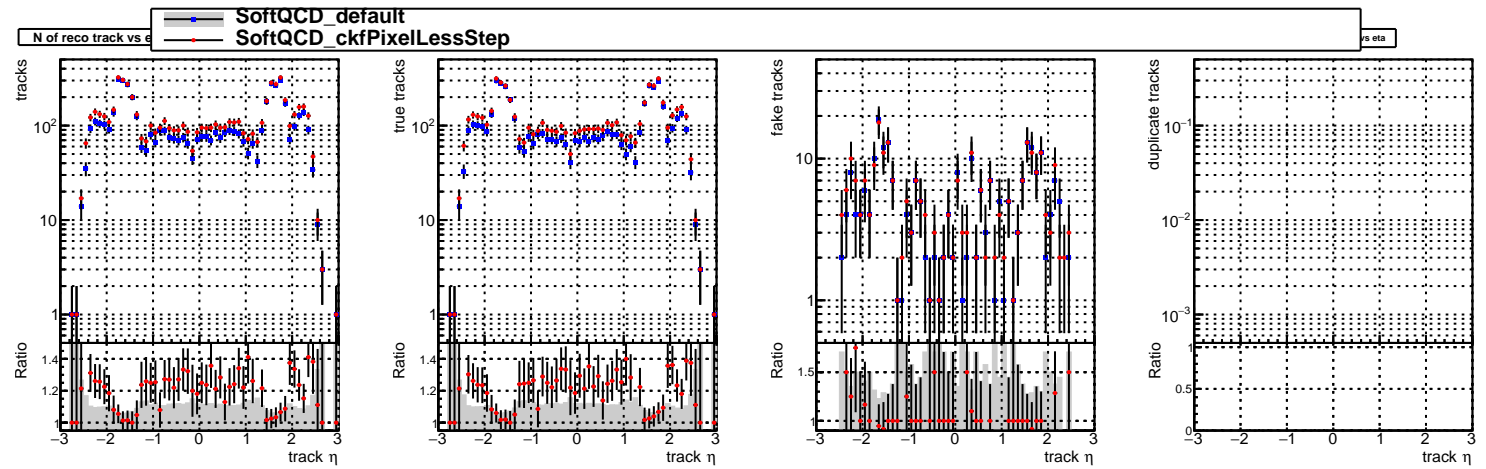 SoftQCD_default
SoftQCD_ckfPixelLessStep
N of reco track vs e
vs eta
tracks
10²
10
1
Ratio
1.4
1.2
1
−3 −2 −1 0 1 2 3
track η
true tracks
10²
10
1
Ratio
1.4
1.2
1
−3 −2 −1 0 1 2 3
track η
fake tracks
10
1
Ratio
1.5
1
−3 −2 −1 0 1 2 3
track η
duplicate tracks
10⁻¹
10⁻²
10⁻³
Ratio
1
0.5
0
−3 −2 −1 0 1 2 3
track η